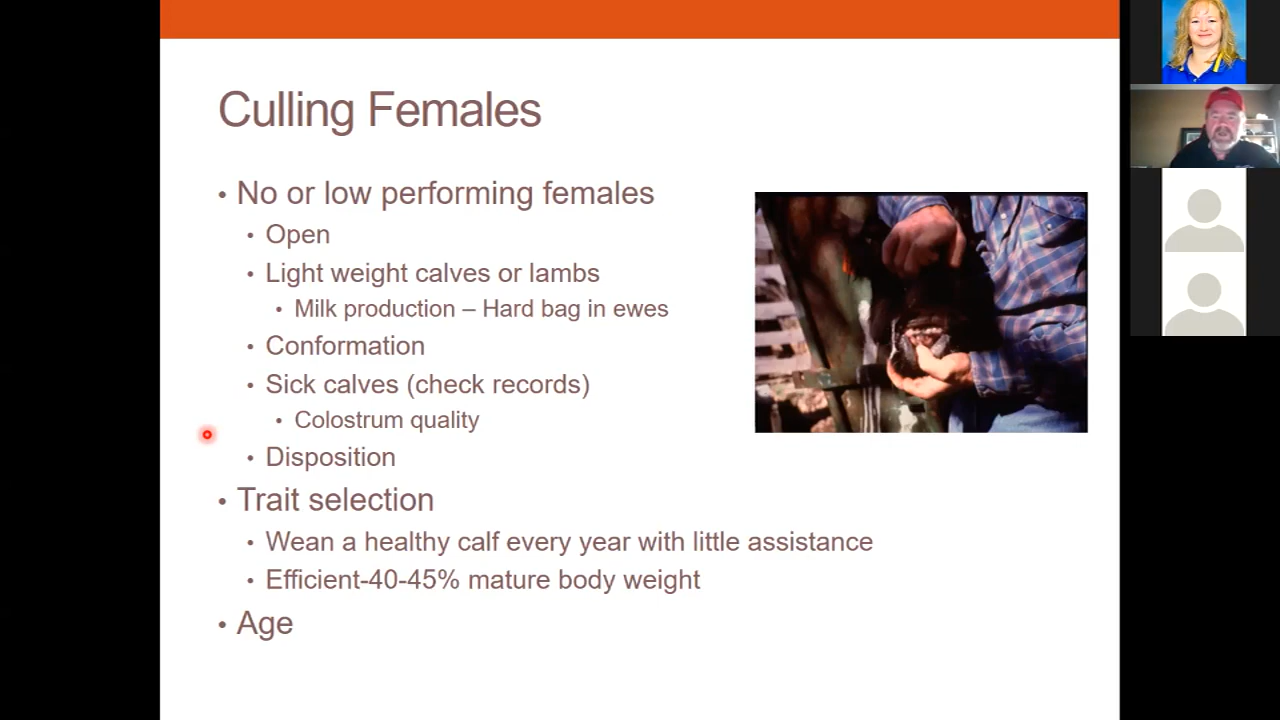 Culling Females
• No or low performing females
• Open
• Light weight calves or lambs
• Milk production – Hard bag in ewes
• Conformation
• Sick calves (check records)
• Colostrum quality
• Disposition
• Trait selection
• Wean a healthy calf every year with little assistance
• Efficient-40-45% mature body weight
• Age